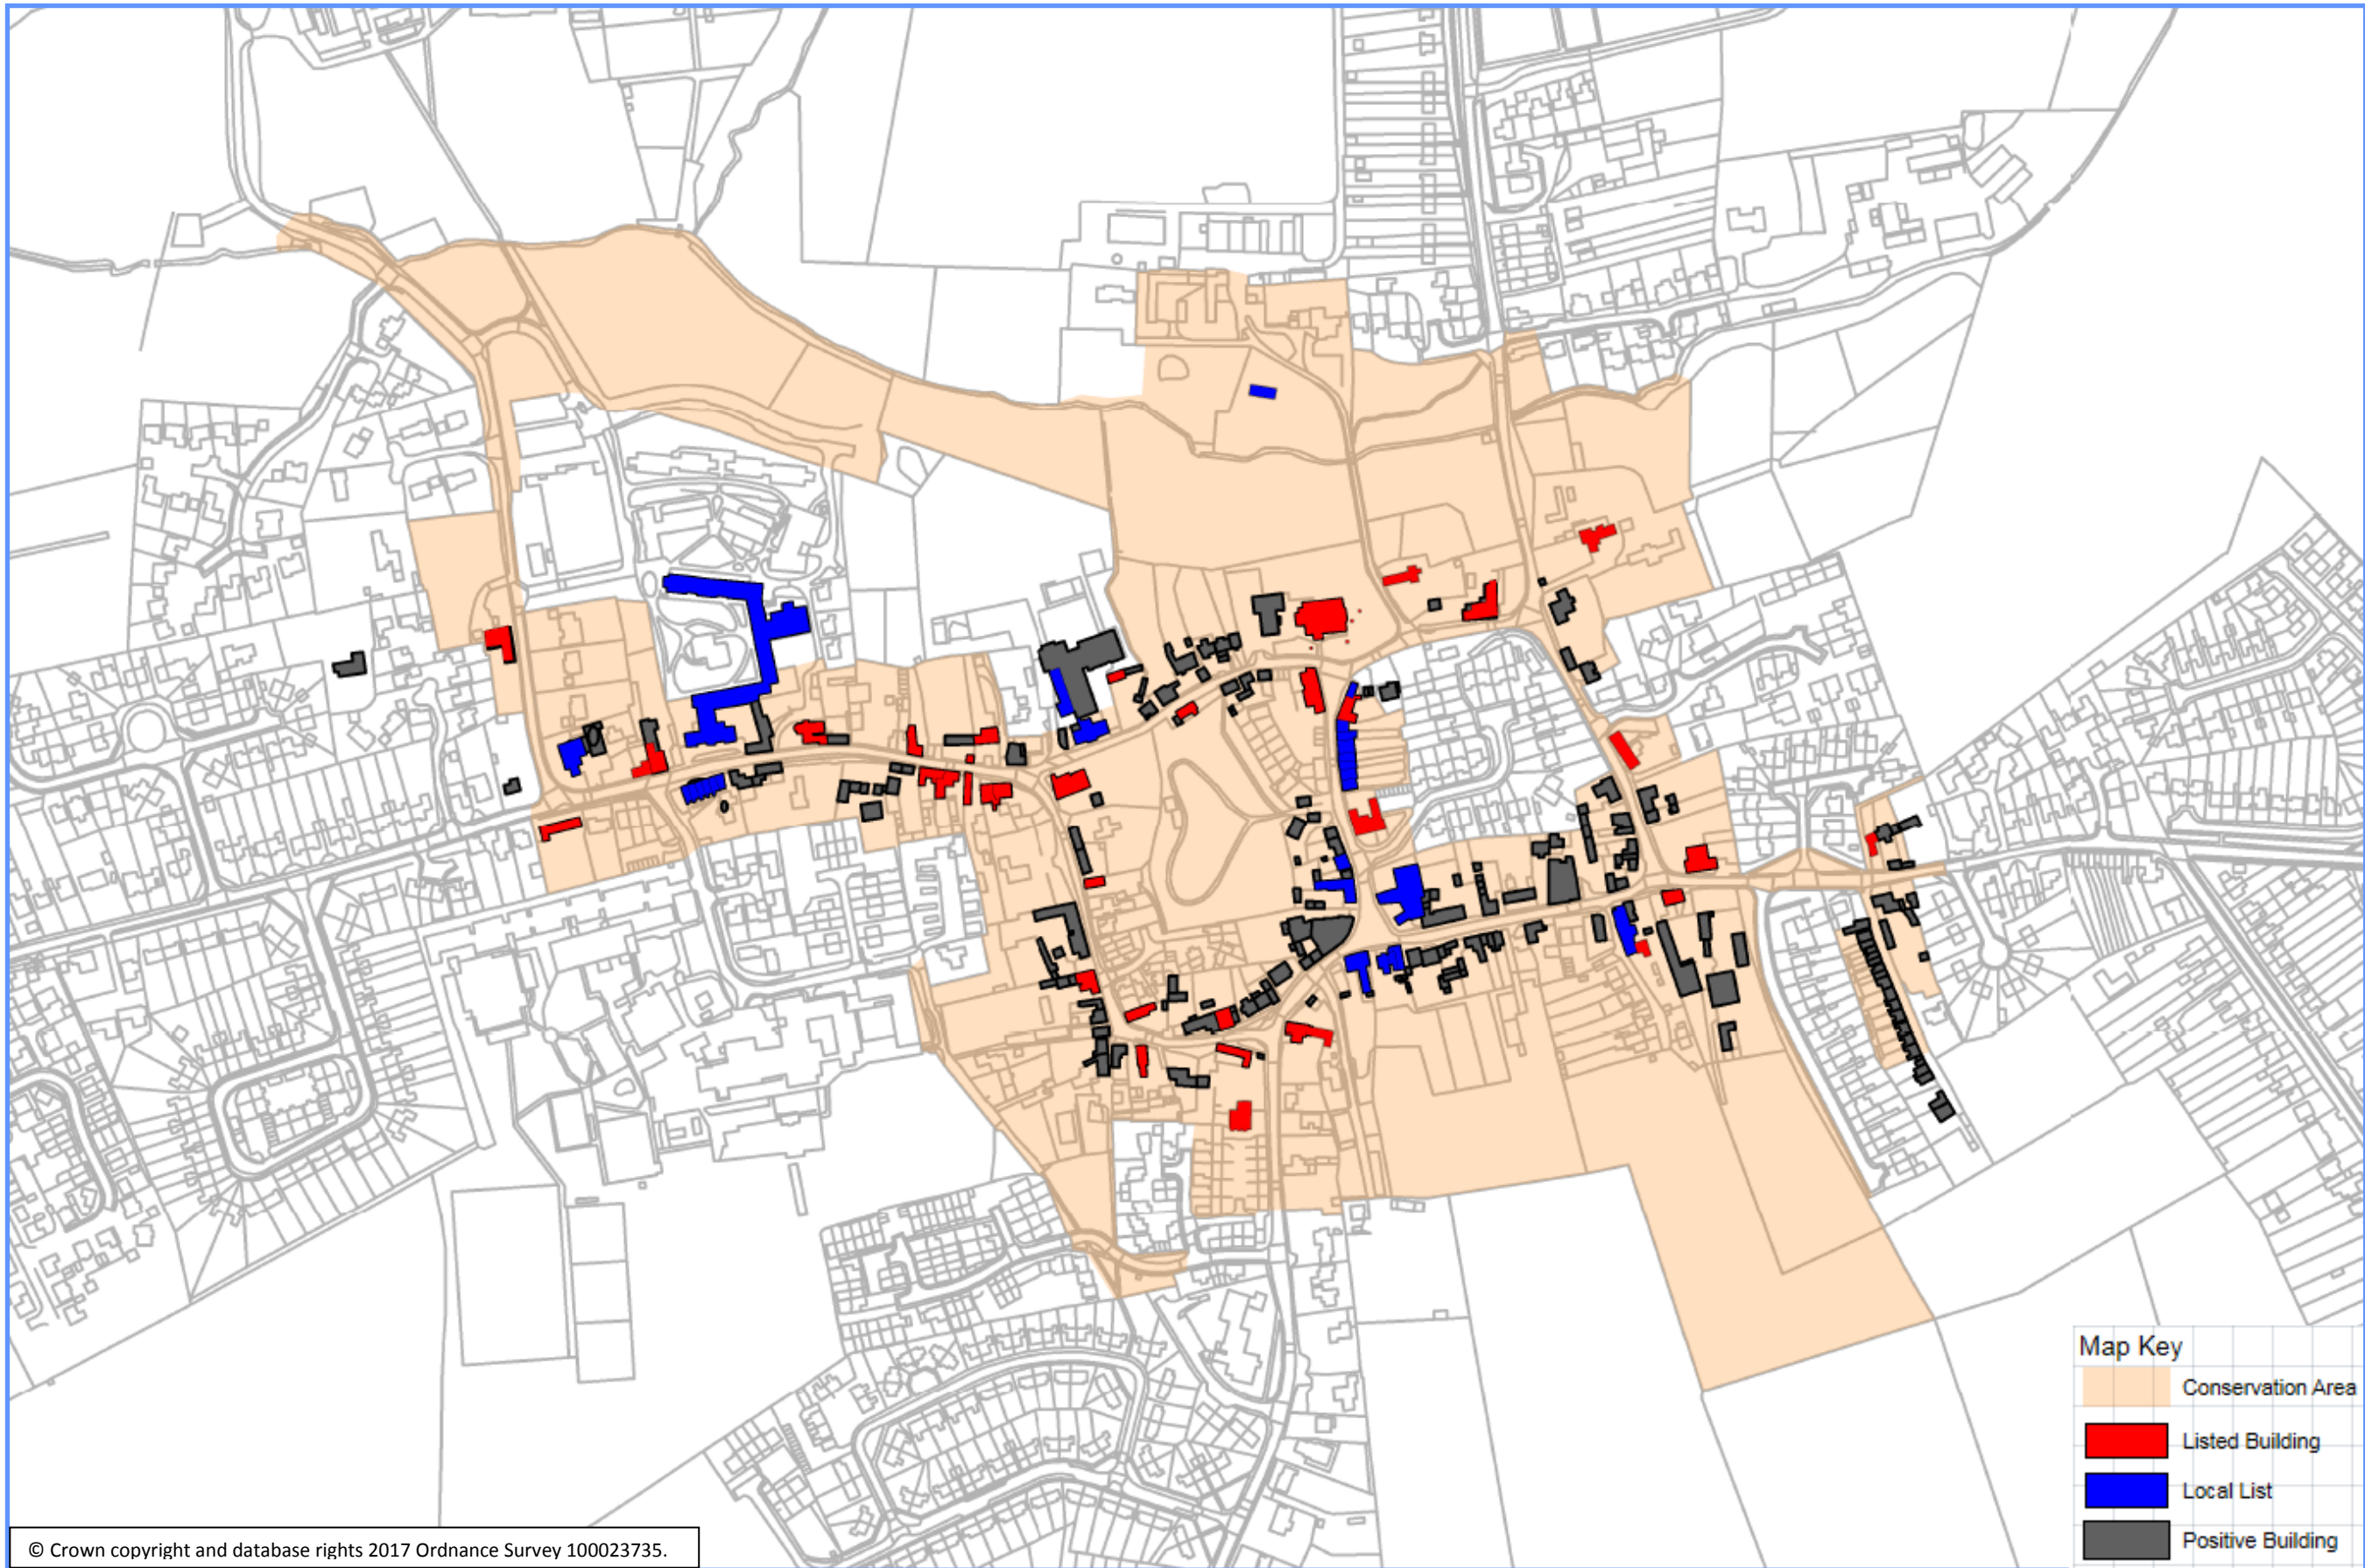 Map Key
Conservation Area
Listed Building
Local List
Positive Building
© Crown copyright and database rights 2017 Ordnance Survey 100023735.